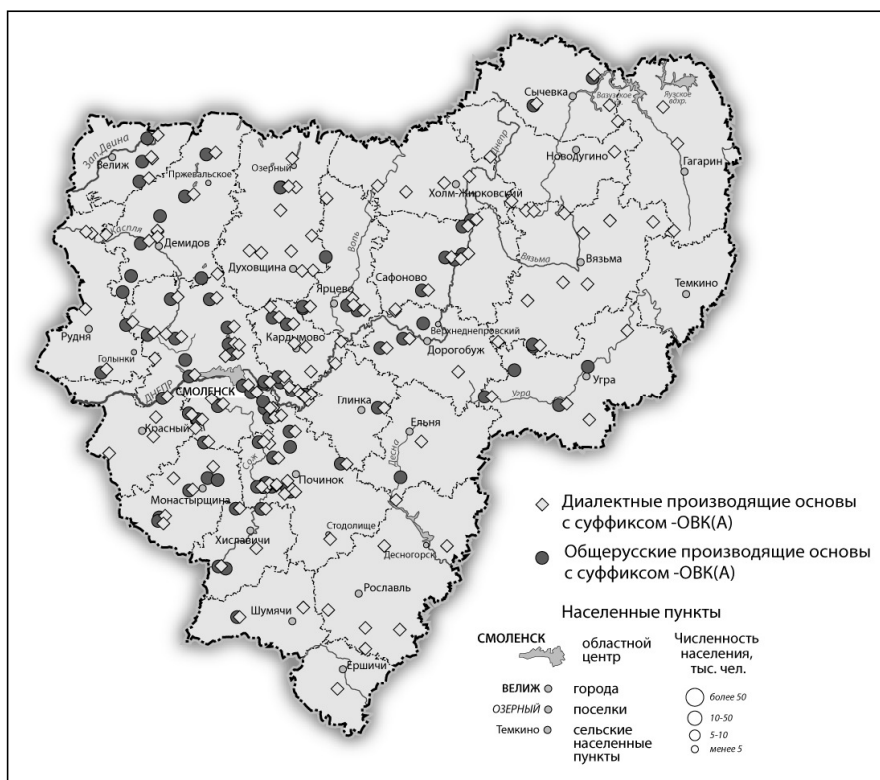 Сычевка
Вазузское
вдхр.
Яузское
вдхр.
Днепр
Новодугино
Гагарин
Зап.Двина
Велиж
Пржевальское
Озерный
Холм-Жирковский
Каспля
Демидов
Вопь
Духовщина
Вязьма
Вязьма
Сафоново
Темкино
Ярцево
Рудня
Кардымово
Верхнеднепровский
Дорогобуж
Голынки
Угра
ДНЕПР
СМОЛЕНСК
Угра
Глинка
Красный
Ельня
Десна
Сож
Починок
Монастырщина
Стодолище
Хиславичи
Десногорск
Рославль
Шумячи
Ершичи
Диалектные производящие основы
с суффиксом -ОВК(А)
Общерусские производящие основы
с суффиксом -ОВК(А)
Населенные пункты
СМОЛЕНСК областной
центр
ВЕЛИЖ города
ОЗЕРНЫЙ поселки
Темкино сельские
населенные
пункты
Численность
населения,
тыс. чел.
более 50
10-50
5-10
менее 5